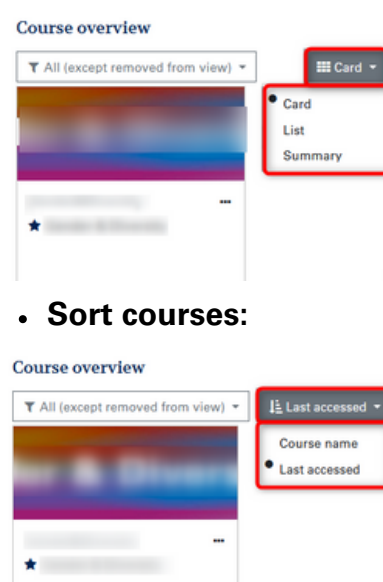 Course overview
All (except removed from view)
Card
Card
List
Summary
• Sort courses:
Course overview
All (except removed from view)
Last accessed
Course name
Last accessed